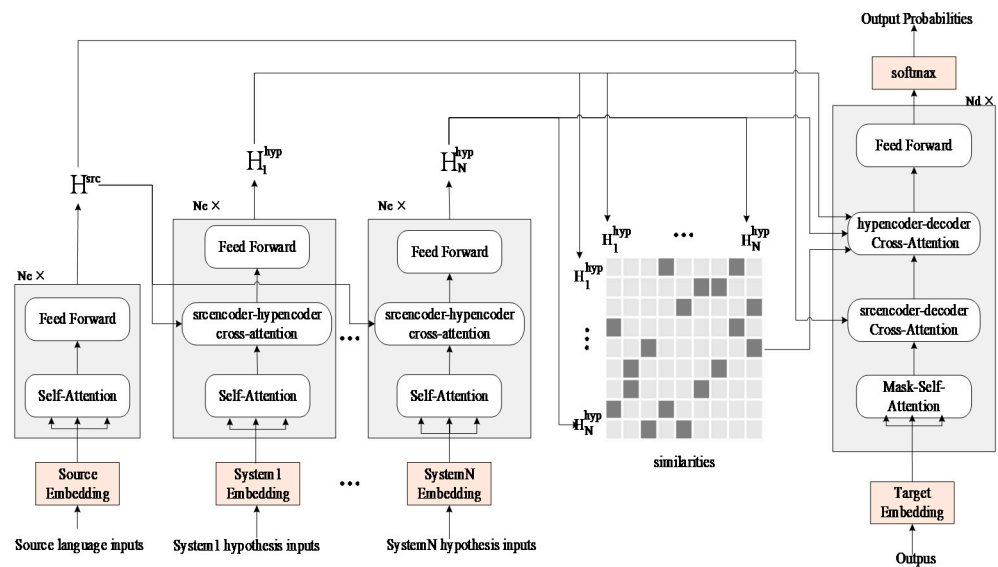 Output Probabilities
softmax
Nd ×
Feed Forward
hypencoder-decoder
Cross-Attention
srcencoder-decoder
Cross-Attention
Mask-Self-
Attention
Target
Embedding
Outpus
H^src
Ne ×
Feed Forward
Self-Attention
Source
Embedding
Source language inputs
H_1^hyp
Ne ×
Feed Forward
srcencoder-hypencoder
cross-attention
Self-Attention
System1
Embedding
System1 hypothesis inputs
...
...
H_N^hyp
Ne ×
Feed Forward
srcencoder-hypencoder
cross-attention
Self-Attention
SystemN
Embedding
SystemN hypothesis inputs
H_1^hyp ... H_N^hyp
H_1^hyp
...
H_N^hyp
similarities